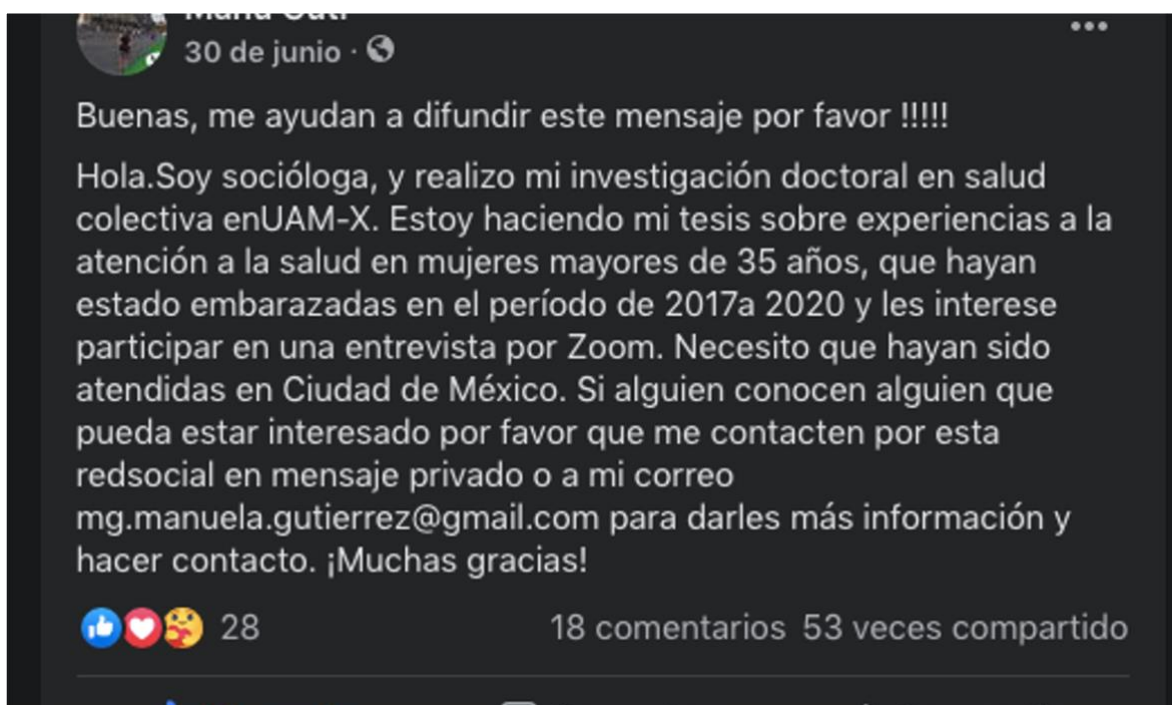 30 de junio ·
Buenas, me ayudan a difundir este mensaje por favor !!!!!
Hola.Soy socióloga, y realizo mi investigación doctoral en salud
colectiva enUAM-X. Estoy haciendo mi tesis sobre experiencias a la
atención a la salud en mujeres mayores de 35 años, que hayan
estado embarazadas en el período de 2017a 2020 y les interese
participar en una entrevista por Zoom. Necesito que hayan sido
atendidas en Ciudad de México. Si alguien conocen alguien que
pueda estar interesado por favor que me contacten por esta
redsocial en mensaje privado o a mi correo
mg.manuela.gutierrez@gmail.com para darles más información y
hacer contacto. ¡Muchas gracias!
28 18 comentarios 53 veces compartido